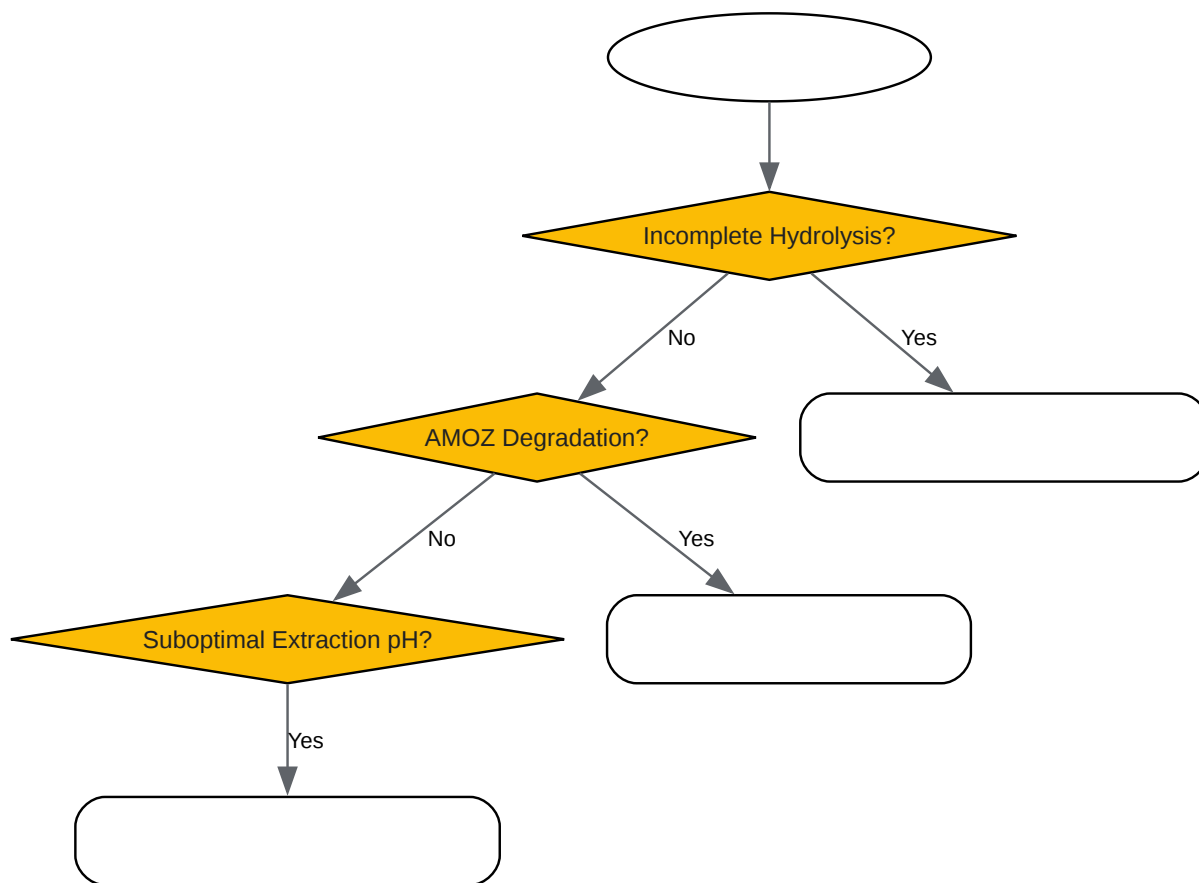 Incomplete Hydrolysis?
No
Yes
AMOZ Degradation?
No
Yes
Suboptimal Extraction pH?
Yes